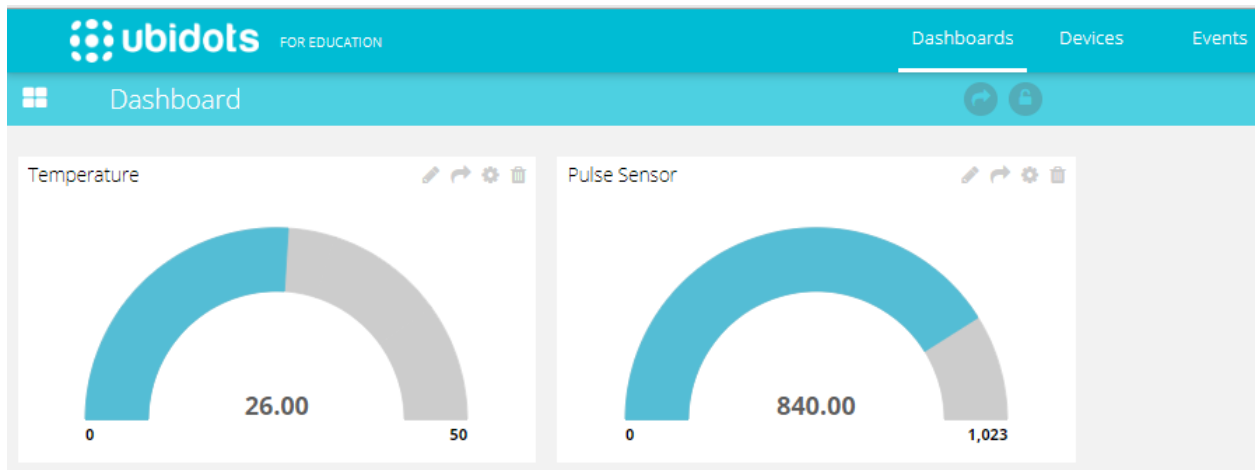 ubidots FOR EDUCATION Dashboards Devices Events
Dashboard
Temperature
26.00
0 50
Pulse Sensor
840.00
0 1,023